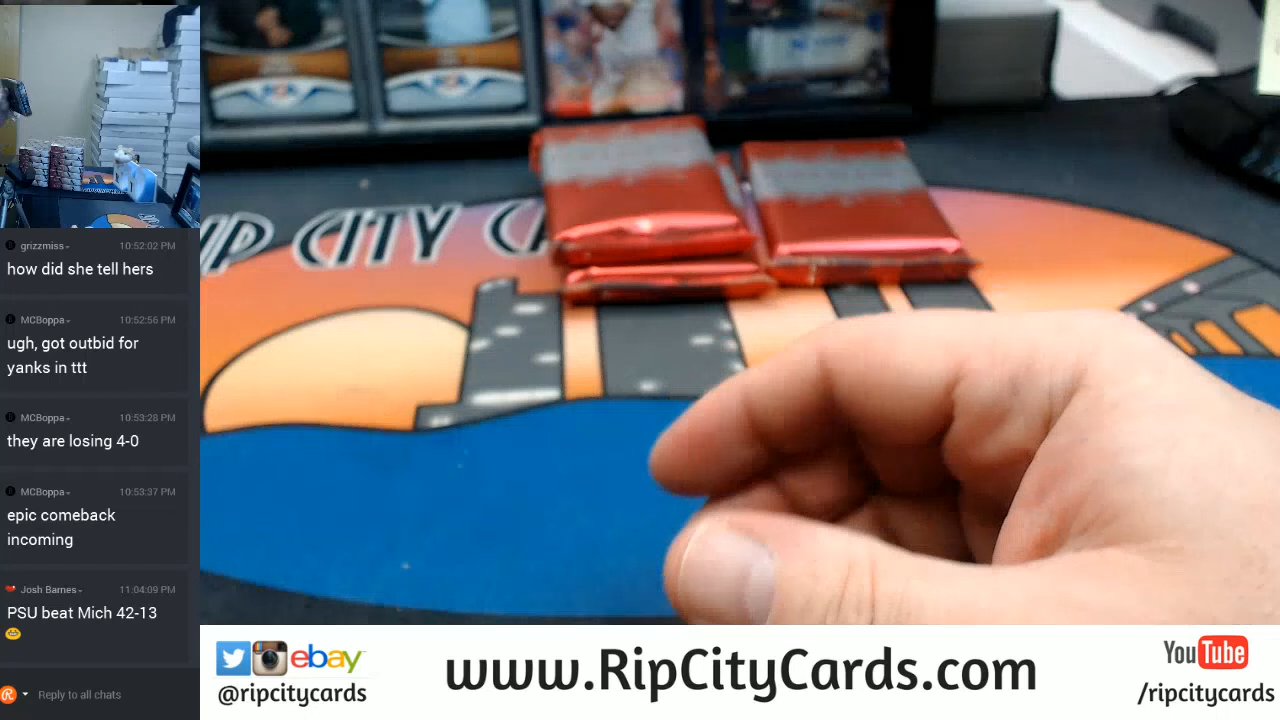 grizzmiss
10:52:02 PM
how did she tell hers
MCBoppa
10:52:56 PM
ugh, got outbid for
yanks in ttt
MCBoppa
10:53:28 PM
they are losing 4-0
MCBoppa
10:53:37 PM
epic comeback
incoming
Josh Barnes
11:04:09 PM
PSU beat Mich 42-13
Reply to all chats
RIP CITY C
ebay
@ripcitycards
www.RipCityCards.com
YouTube
/ripcitycards